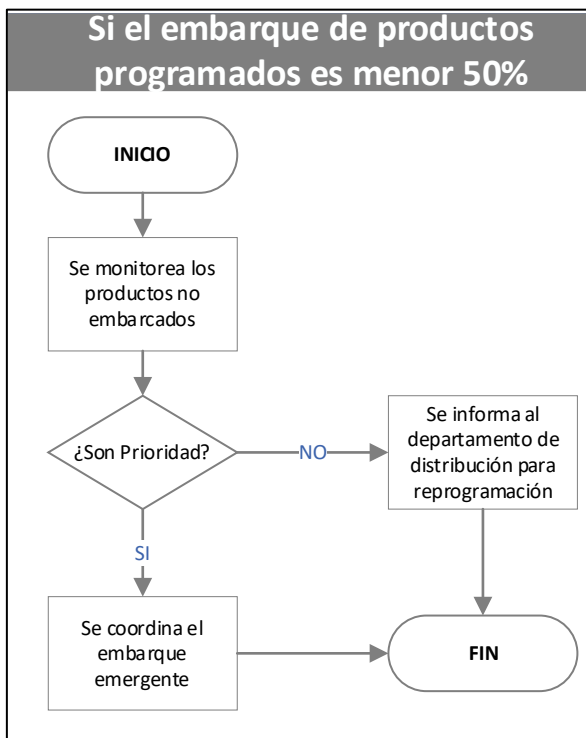 Si el embarque de productos
programados es menor 50%
INICIO
Se monitorea los
productos no
embarcados
¿Son Prioridad?
NO
Se informa al
departamento de
distribución para
reprogramación
SI
Se coordina el
embarque
emergente
FIN